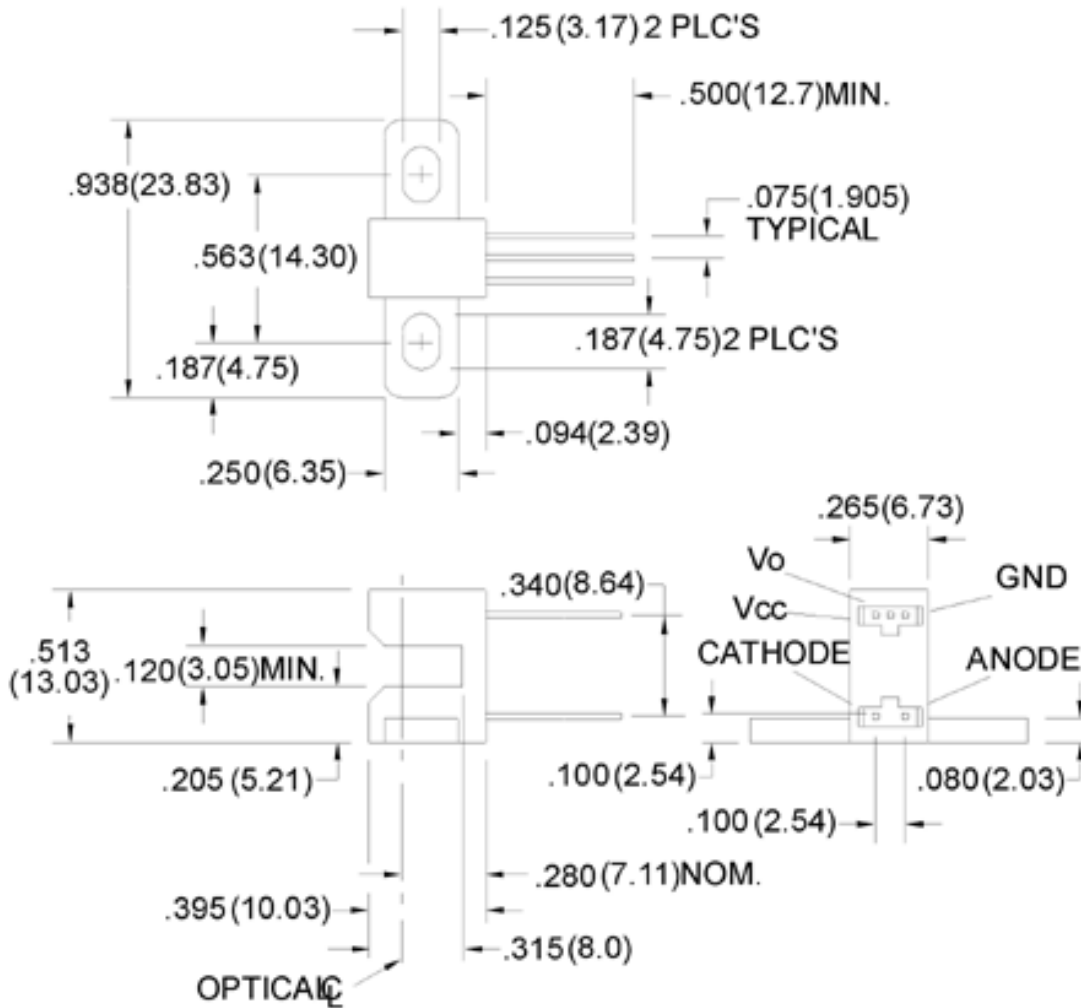 .125(3.17)2 PLC'S
.500(12.7)MIN.
.938(23.83)
.075(1.905)
TYPICAL
.563(14.30)
.187(4.75)2 PLC'S
.187(4.75)
.094(2.39)
.250(6.35)
.265(6.73)
Vo
GND
.340(8.64)
Vcc
.513
(13.03)
.120(3.05)MIN.
CATHODE
ANODE
.205(5.21)
.100(2.54)
.080(2.03)
.100(2.54)
.280(7.11)NOM.
.395(10.03)
.315(8.0)
OPTICAL CL